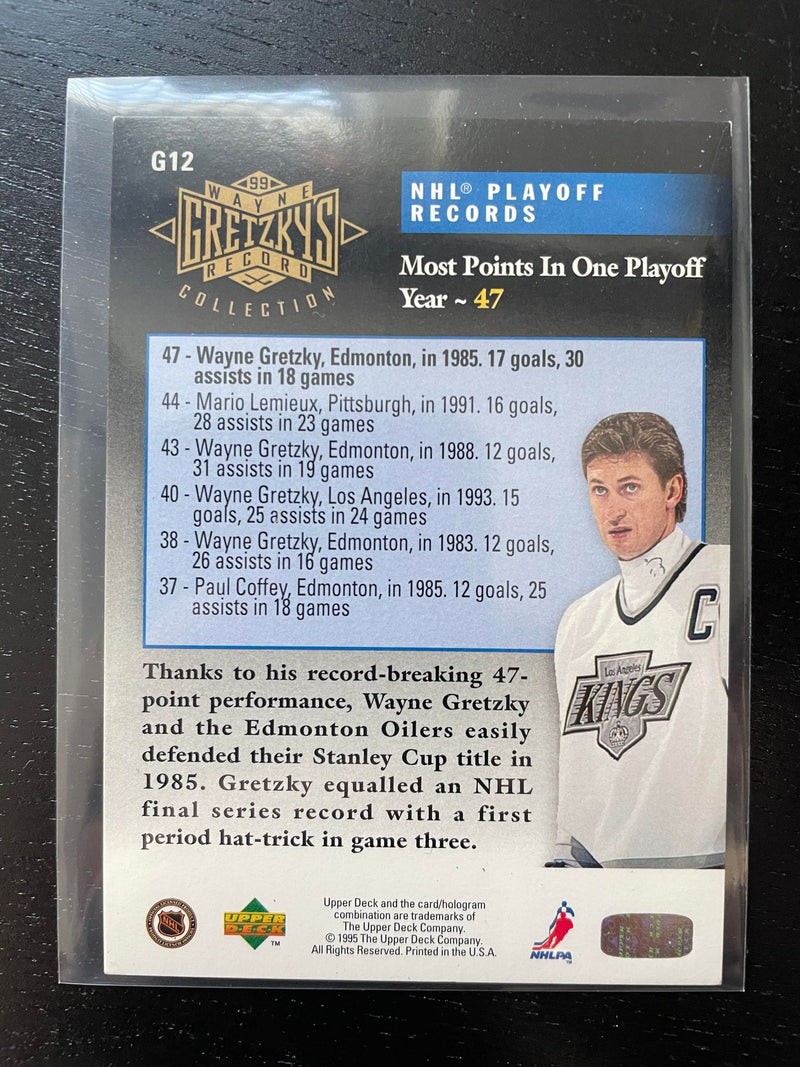 G12
99
WAYNE
GRETZKY'S
RECORD
COLLECTION
NHL® PLAYOFF
RECORDS
Most Points In One Playoff
Year ~ 47
47 - Wayne Gretzky, Edmonton, in 1985. 17 goals, 30
assists in 18 games
44 - Mario Lemieux, Pittsburgh, in 1991. 16 goals,
28 assists in 23 games
43 - Wayne Gretzky, Edmonton, in 1988. 12 goals,
31 assists in 19 games
40 - Wayne Gretzky, Los Angeles, in 1993. 15
goals, 25 assists in 24 games
38 - Wayne Gretzky, Edmonton, in 1983. 12 goals,
26 assists in 16 games
37 - Paul Coffey, Edmonton, in 1985. 12 goals, 25
assists in 18 games
C
Los Angeles
KINGS
Thanks to his record-breaking 47-
point performance, Wayne Gretzky
and the Edmonton Oilers easily
defended their Stanley Cup title in
1985. Gretzky equalled an NHL
final series record with a first
period hat-trick in game three.
NHL
UPPER
DECK
TM
Upper Deck and the card/hologram
combination are trademarks of
The Upper Deck Company.
© 1995 The Upper Deck Company.
All Rights Reserved. Printed in the U.S.A.
NHLPA
TM
UPPER
DECK